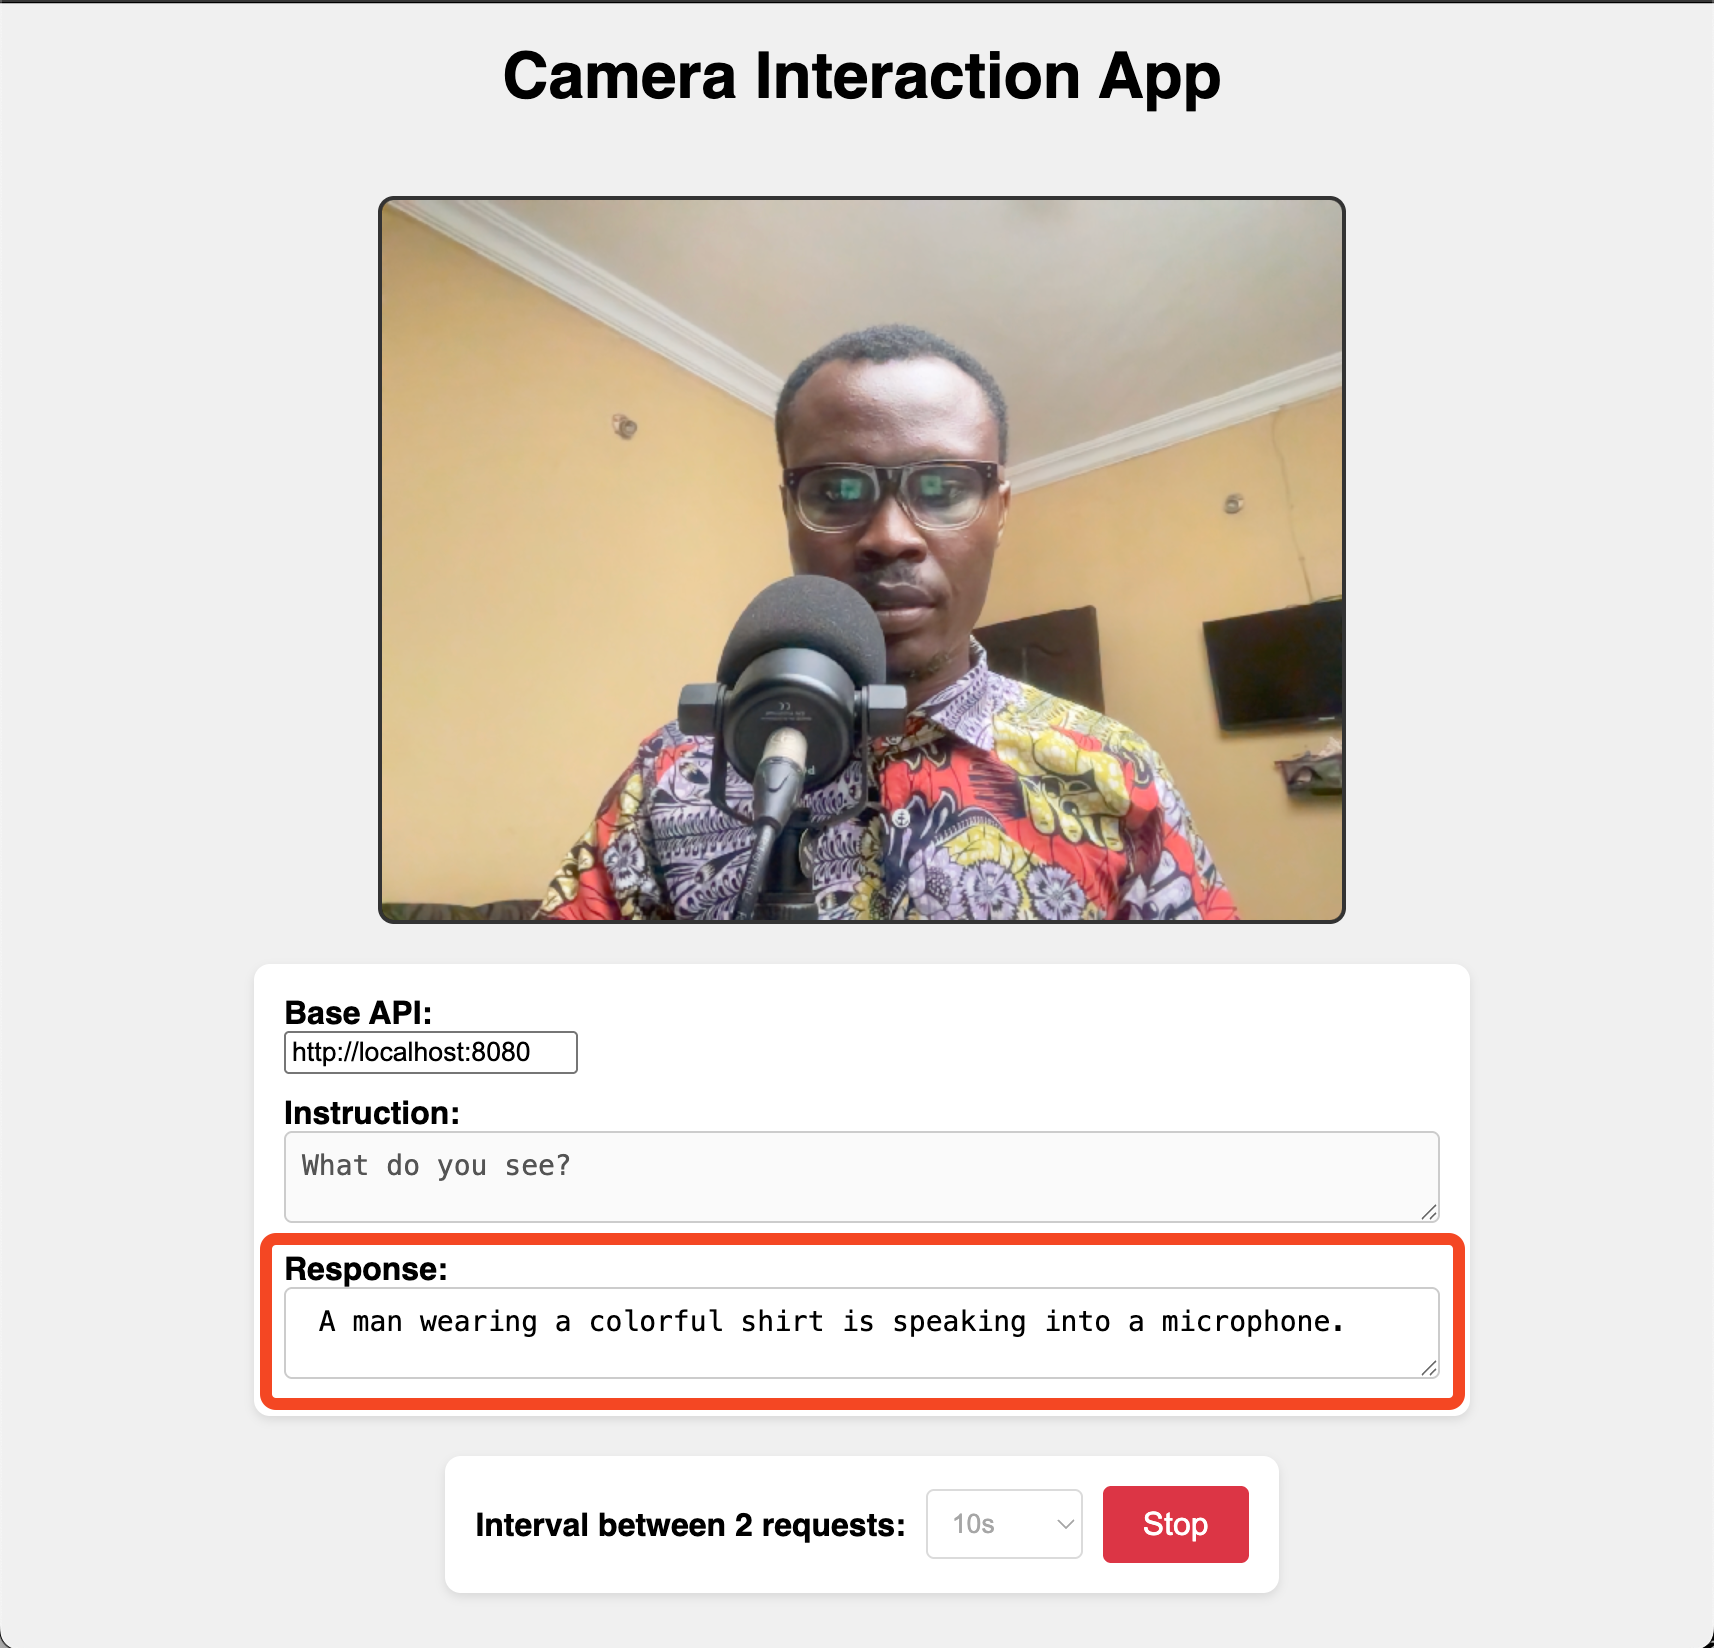 Camera Interaction App
Base API:
http://localhost:8080
Instruction:
What do you see?
Response:
A man wearing a colorful shirt is speaking into a microphone.
Interval between 2 requests:
10s
Stop